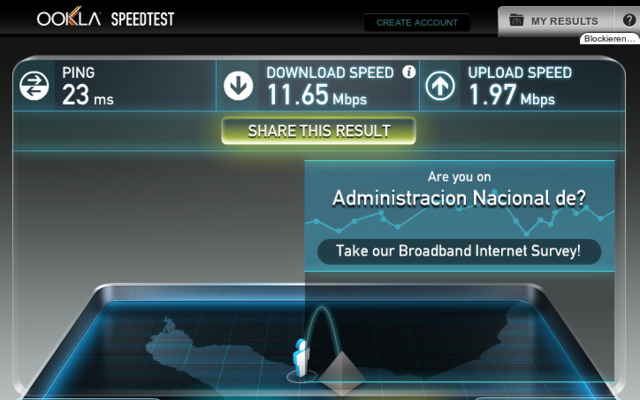 OOKLA SPEEDTEST
CREATE ACCOUNT
MY RESULTS
?
Blockieren...
PING
23 ms
DOWNLOAD SPEED i
11.65 Mbps
UPLOAD SPEED
1.97 Mbps
SHARE THIS RESULT
Are you on
Administracion Nacional de?
Take our Broadband Internet Survey!